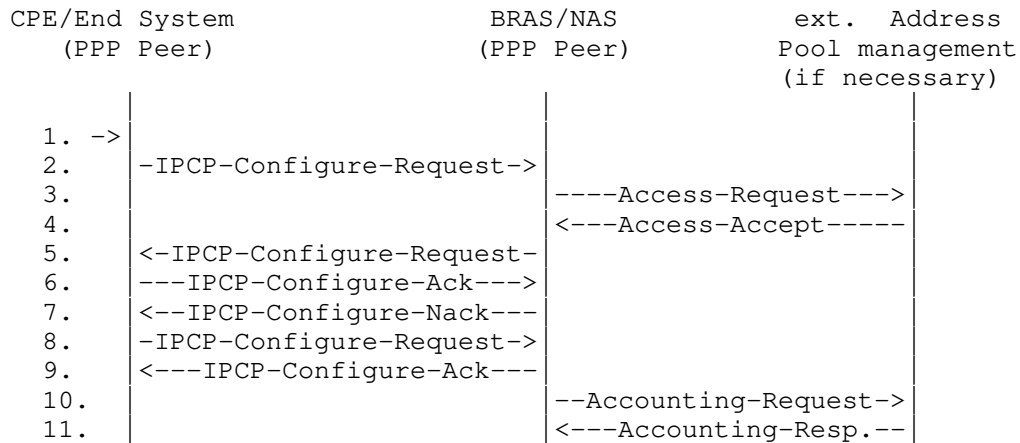 CPE/End System                 BRAS/NAS             ext.  Address
   (PPP Peer)                (PPP Peer)          Pool management
                                                 (if necessary)
        |                           |                       |
  1. ->|                           |                       |
  2.    |-IPCP-Configure-Request->|                       |
  3.    |                           |----Access-Request--->|
  4.    |                           |<---Access-Accept-----|
  5.    |<-IPCP-Configure-Request-|                       |
  6.    |---IPCP-Configure-Ack--->|                       |
  7.    |<--IPCP-Configure-Nack---|                       |
  8.    |-IPCP-Configure-Request->|                       |
  9.    |<---IPCP-Configure-Ack---|                       |
  10.   |                           |--Accounting-Request->|
  11.   |                           |<---Accounting-Resp.--|